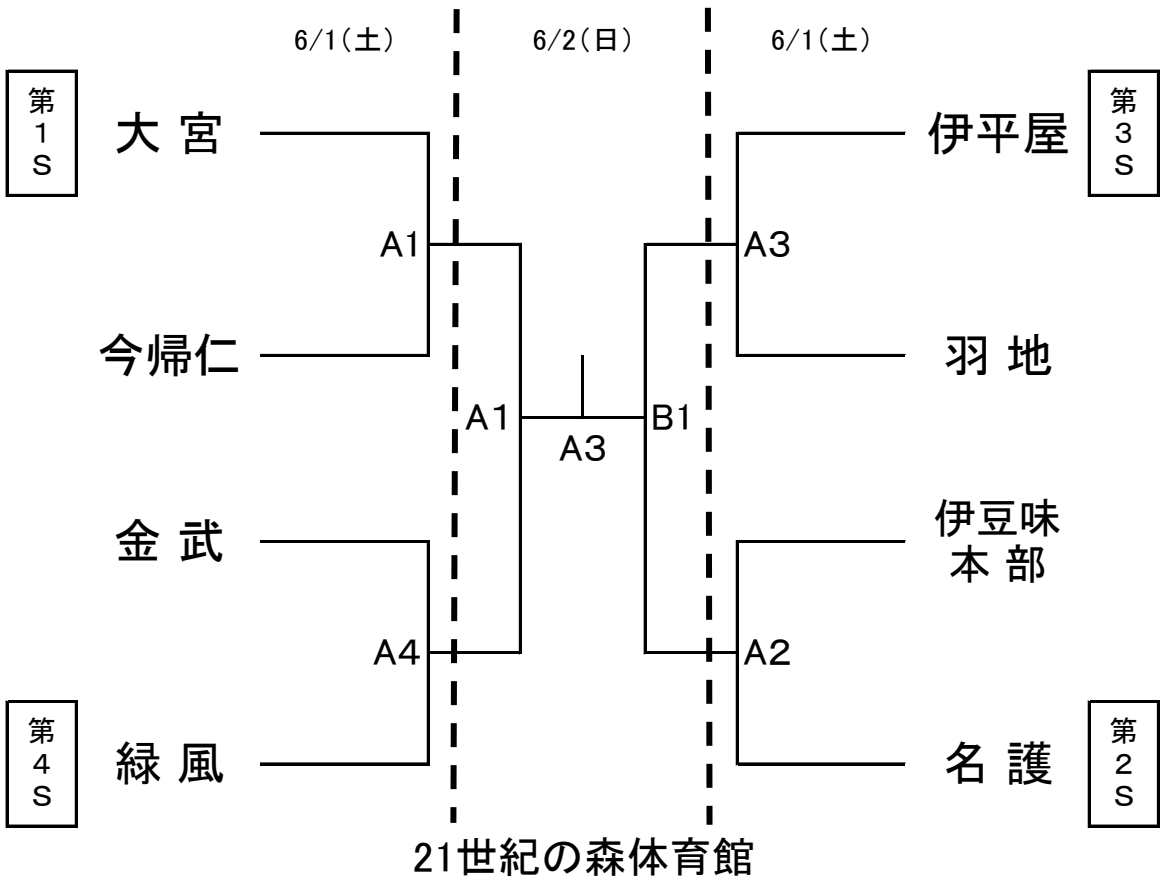 6/1(土)
6/2(日)
6/1(土)
第
1
S
大宮
伊平屋
第
3
S
A1
A3
今帰仁
羽地
A1
B1
A3
金武
伊豆味
本部
A4
A2
第
4
S
緑風
名護
第
2
S
21世紀の森体育館